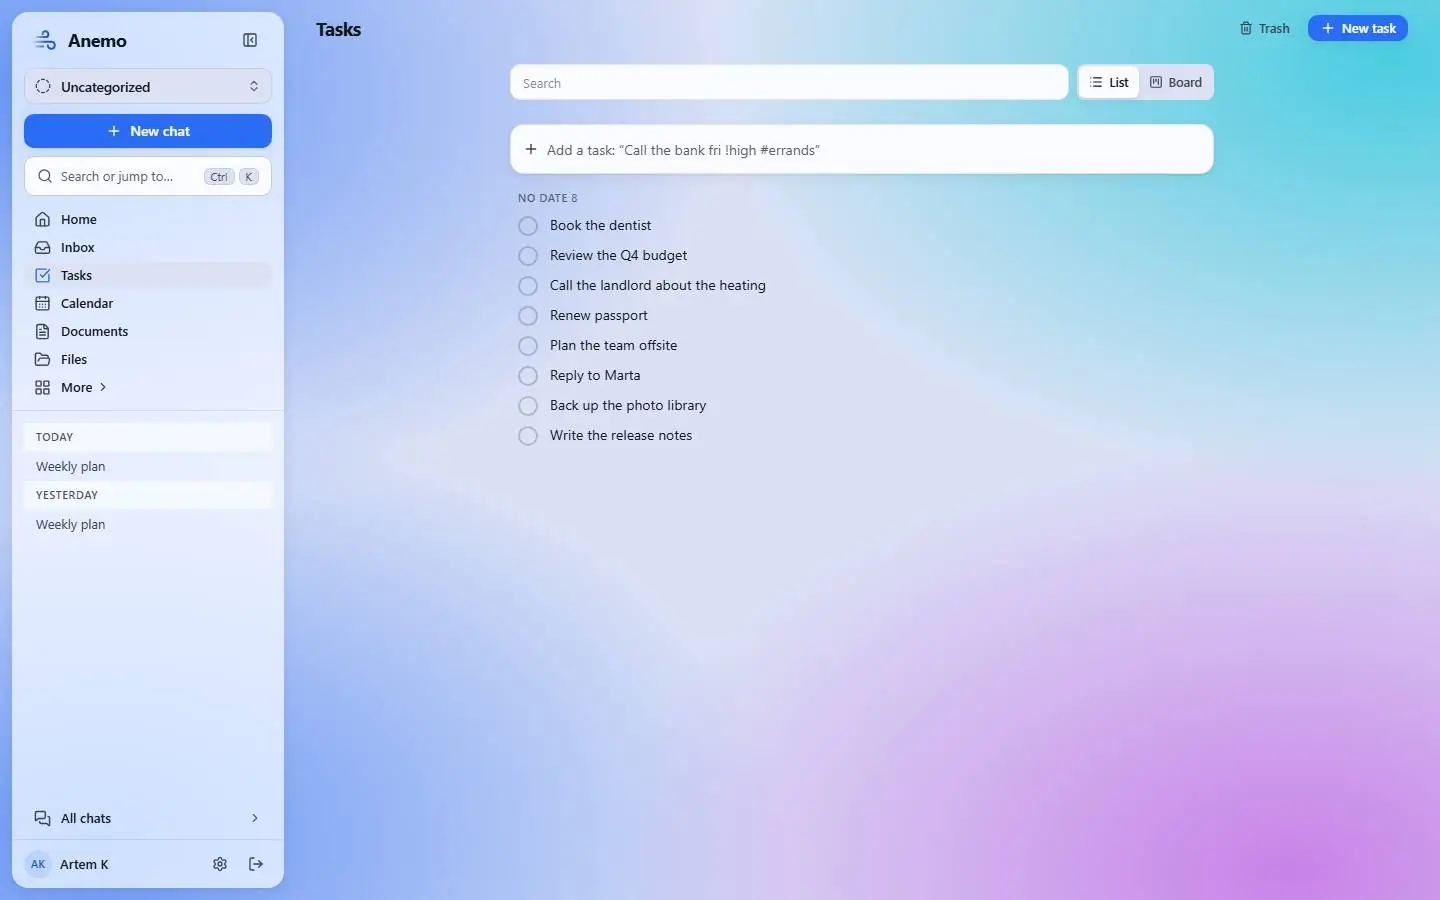 Anemo
Uncategorized
New chat
Search or jump to... Ctrl K
Home
Inbox
Tasks
Calendar
Documents
Files
More
TODAY
Weekly plan
YESTERDAY
Weekly plan
All chats
AK Artem K
Tasks
Trash
New task
Search
List
Board
Add a task: “Call the bank fri !high #errands”
NO DATE 8
Book the dentist
Review the Q4 budget
Call the landlord about the heating
Renew passport
Plan the team offsite
Reply to Marta
Back up the photo library
Write the release notes